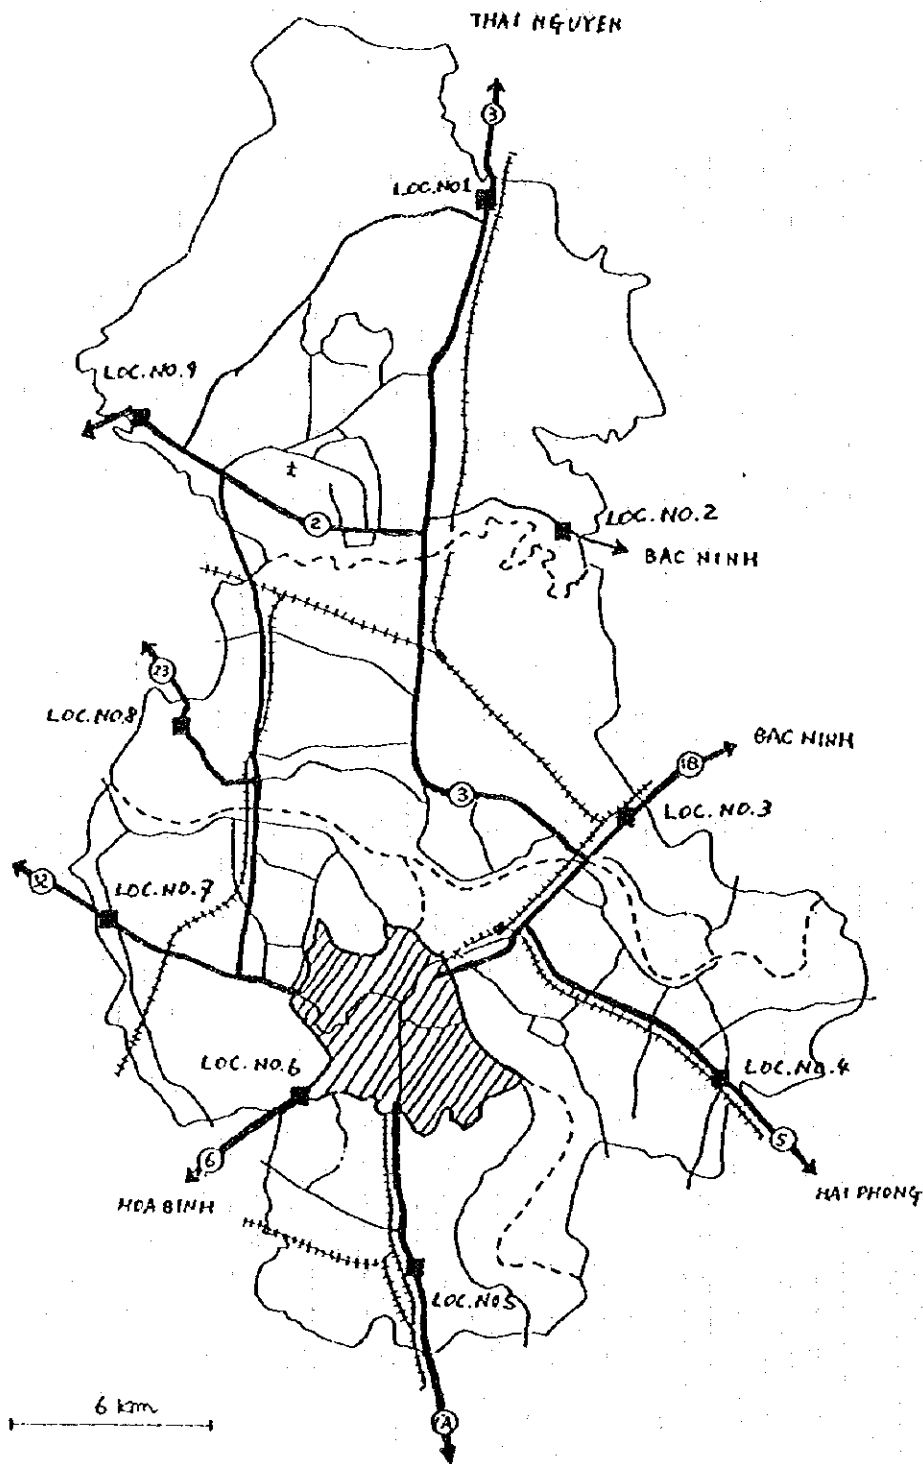 THAI NGUYEN
3
LOC.NO1
LOC.NO.9
2
LOC.NO.2
BAC NINH
23
LOC.NO.8
BAC NINH
1B
3
LOC.NO.3
32
LOC.NO.7
LOC.NO.6
LOC.NO.4
5
6
HOA BINH
HAI PHONG
LOC.NO5
6 km
1A